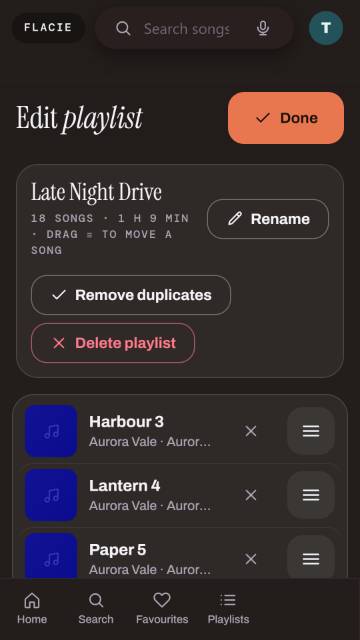 FLACIE
Search songs
T
Edit playlist
Done
Late Night Drive
18 SONGS · 1 H 9 MIN
· DRAG = TO MOVE A
SONG
Rename
Remove duplicates
Delete playlist
Harbour 3
Aurora Vale · Auror...
Lantern 4
Aurora Vale · Auror...
Paper 5
Aurora Vale · Auror...
Home
Search
Favourites
Playlists